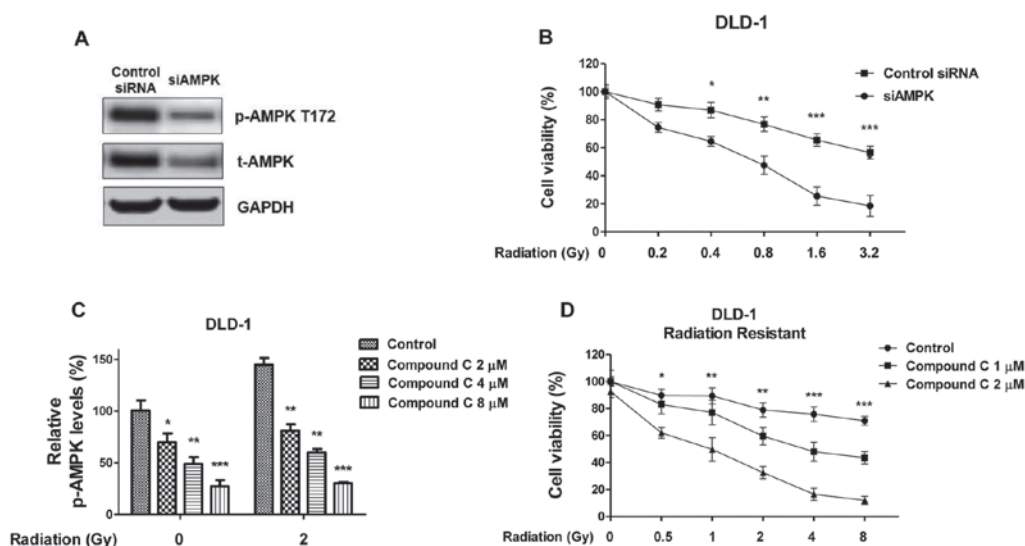 A
Control
siRNA
siAMPK
p-AMPK T172
t-AMPK
GAPDH
B
DLD-1
Cell viability (%)
120
100
80
60
40
20
0
*
**
***
***
Control siRNA
siAMPK
Radiation (Gy)
0
0.2
0.4
0.8
1.6
3.2
C
DLD-1
Relative
p-AMPK levels (%)
150
100
50
0
*
**
***
**
**
***
Control
Compound C 2 μM
Compound C 4 μM
Compound C 8 μM
Radiation (Gy)
0
2
D
DLD-1
Radiation Resistant
Cell viability (%)
120
100
80
60
40
20
0
*
**
**
***
***
Control
Compound C 1 μM
Compound C 2 μM
Radiation (Gy)
0
0.5
1
2
4
8